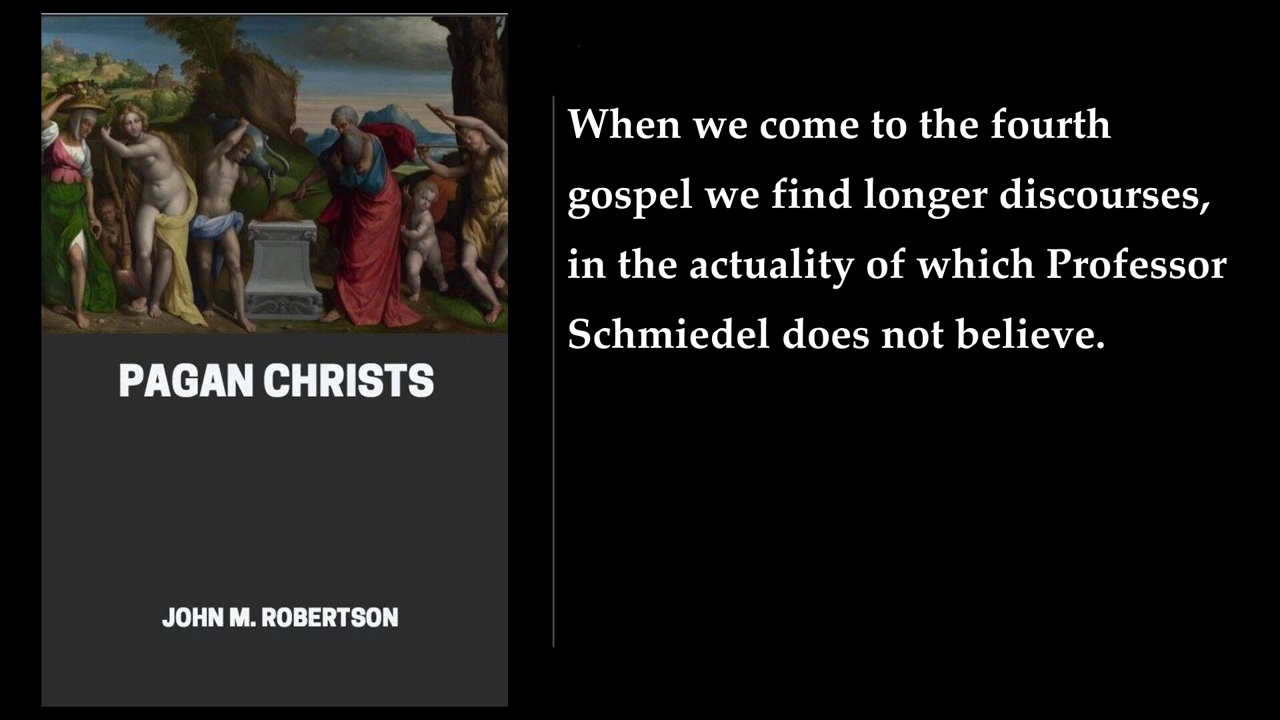 PAGAN CHRISTS
JOHN M. ROBERTSON
When we come to the fourth
gospel we find longer discourses,
in the actuality of which Professor
Schmiedel does not believe.